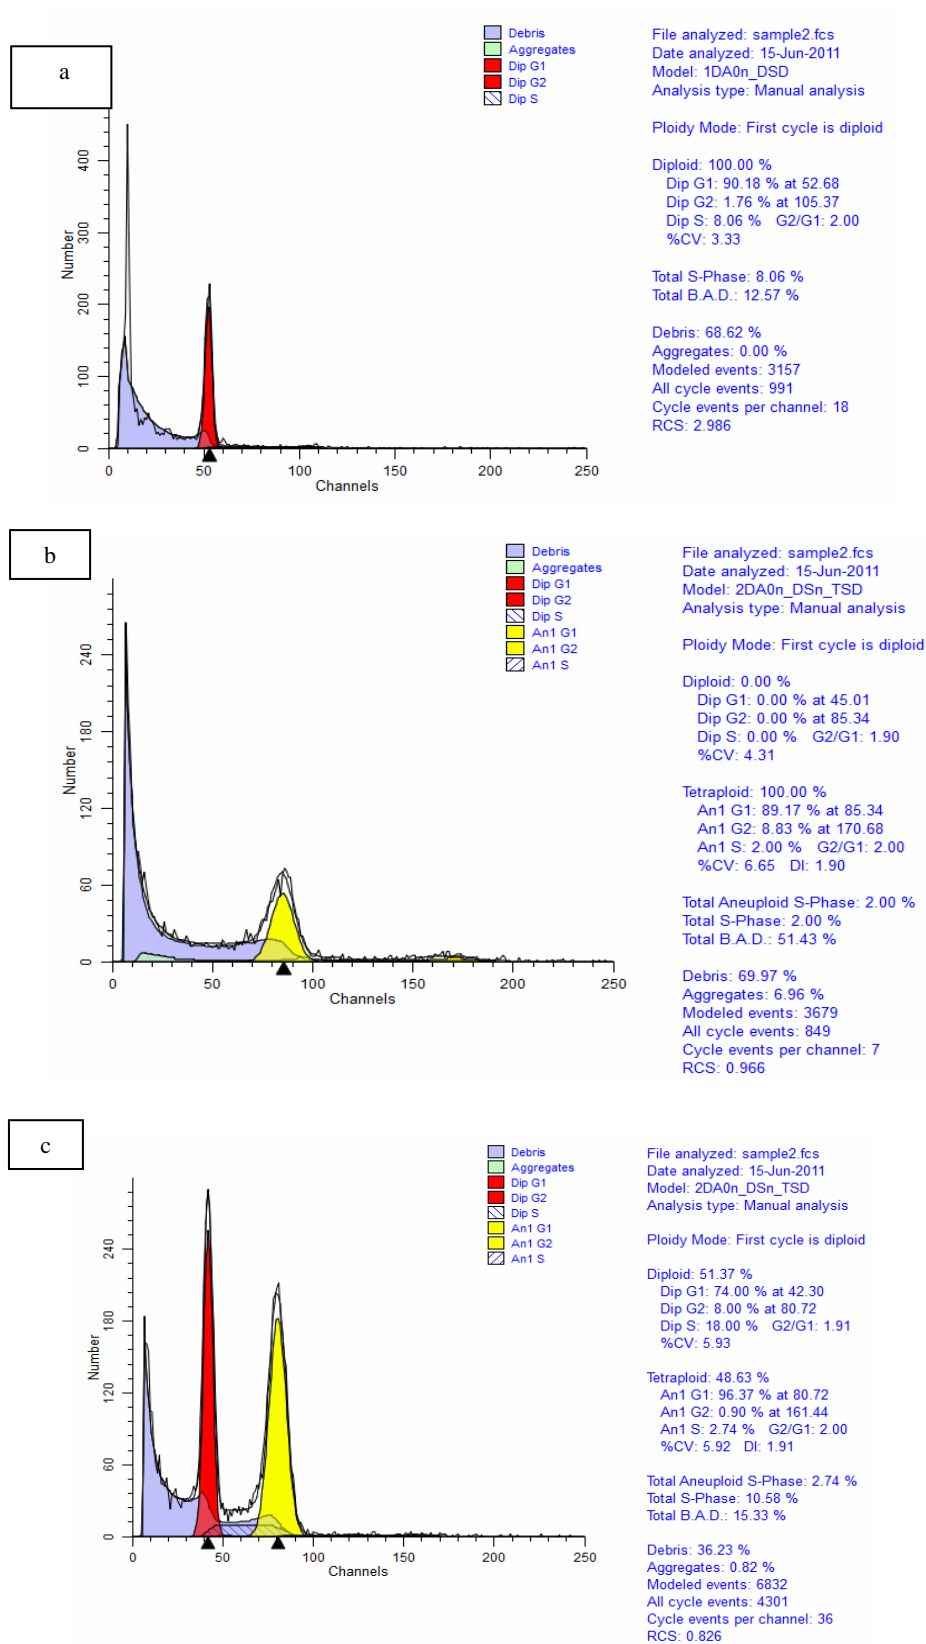 a
Debris
Aggregates
Dip G1
Dip G2
Dip S
File analyzed: sample2.fcs
Date analyzed: 15-Jun-2011
Model: 1DA0n_DSD
Analysis type: Manual analysis
Ploidy Mode: First cycle is diploid
Diploid: 100.00 %
Dip G1: 90.18 % at 52.68
Dip G2: 1.76 % at 105.37
Dip S: 8.06 % G2/G1: 2.00
%CV: 3.33
Total S-Phase: 8.06 %
Total B.A.D.: 12.57 %
Debris: 68.62 %
Aggregates: 0.00 %
Modeled events: 3157
All cycle events: 991
Cycle events per channel: 18
RCS: 2.986
Number
400
300
200
100
0
0 50 100 150 200 250
Channels
b
Debris
Aggregates
Dip G1
Dip G2
Dip S
An1 G1
An1 G2
An1 S
File analyzed: sample2.fcs
Date analyzed: 15-Jun-2011
Model: 2DA0n_DSn_TSD
Analysis type: Manual analysis
Ploidy Mode: First cycle is diploid
Diploid: 0.00 %
Dip G1: 0.00 % at 45.01
Dip G2: 0.00 % at 85.34
Dip S: 0.00 % G2/G1: 1.90
%CV: 4.31
Tetraploid: 100.00 %
An1 G1: 89.17 % at 85.34
An1 G2: 8.83 % at 170.68
An1 S: 2.00 % G2/G1: 2.00
%CV: 6.65 DI: 1.90
Total Aneuploid S-Phase: 2.00 %
Total S-Phase: 2.00 %
Total B.A.D.: 51.43 %
Debris: 69.97 %
Aggregates: 6.96 %
Modeled events: 3679
All cycle events: 849
Cycle events per channel: 7
RCS: 0.966
Number
240
180
120
60
0
0 50 100 150 200 250
Channels
c
Debris
Aggregates
Dip G1
Dip G2
Dip S
An1 G1
An1 G2
An1 S
File analyzed: sample2.fcs
Date analyzed: 15-Jun-2011
Model: 2DA0n_DSn_TSD
Analysis type: Manual analysis
Ploidy Mode: First cycle is diploid
Diploid: 51.37 %
Dip G1: 74.00 % at 42.30
Dip G2: 8.00 % at 80.72
Dip S: 18.00 % G2/G1: 1.91
%CV: 5.93
Tetraploid: 48.63 %
An1 G1: 96.37 % at 80.72
An1 G2: 0.90 % at 161.44
An1 S: 2.74 % G2/G1: 2.00
%CV: 5.92 DI: 1.91
Total Aneuploid S-Phase: 2.74 %
Total S-Phase: 10.58 %
Total B.A.D.: 15.33 %
Debris: 36.23 %
Aggregates: 0.82 %
Modeled events: 6832
All cycle events: 4301
Cycle events per channel: 36
RCS: 0.826
Number
240
180
120
60
0
0 50 100 150 200 250
Channels